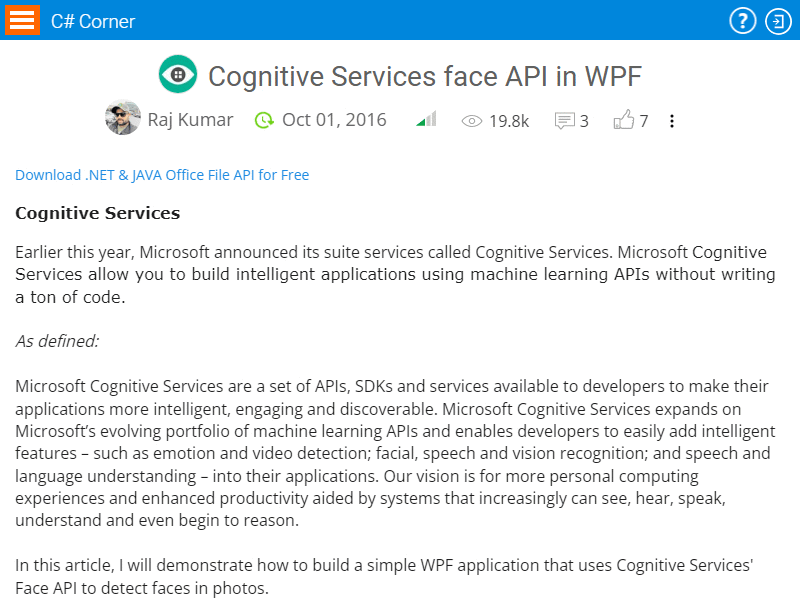 C# Corner
Cognitive Services face API in WPF
Raj Kumar Oct 01, 2016 19.8k 3 7
Download .NET & JAVA Office File API for Free
Cognitive Services
Earlier this year, Microsoft announced its suite services called Cognitive Services. Microsoft Cognitive
Services allow you to build intelligent applications using machine learning APIs without writing
a ton of code.
As defined:
Microsoft Cognitive Services are a set of APIs, SDKs and services available to developers to make their
applications more intelligent, engaging and discoverable. Microsoft Cognitive Services expands on
Microsoft’s evolving portfolio of machine learning APIs and enables developers to easily add intelligent
features – such as emotion and video detection; facial, speech and vision recognition; and speech and
language understanding – into their applications. Our vision is for more personal computing
experiences and enhanced productivity aided by systems that increasingly can see, hear, speak,
understand and even begin to reason.
In this article, I will demonstrate how to build a simple WPF application that uses Cognitive Services'
Face API to detect faces in photos.